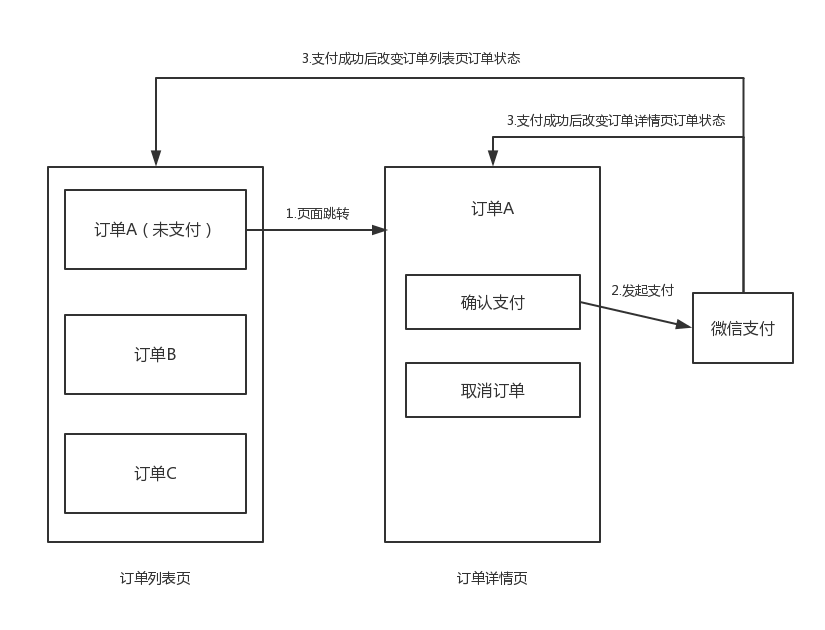 3.支付成功后改变订单列表页订单状态
3.支付成功后改变订单详情页订单状态
订单A（未支付）
1.页面跳转
订单A
确认支付
2.发起支付
微信支付
订单B
取消订单
订单C
订单列表页
订单详情页